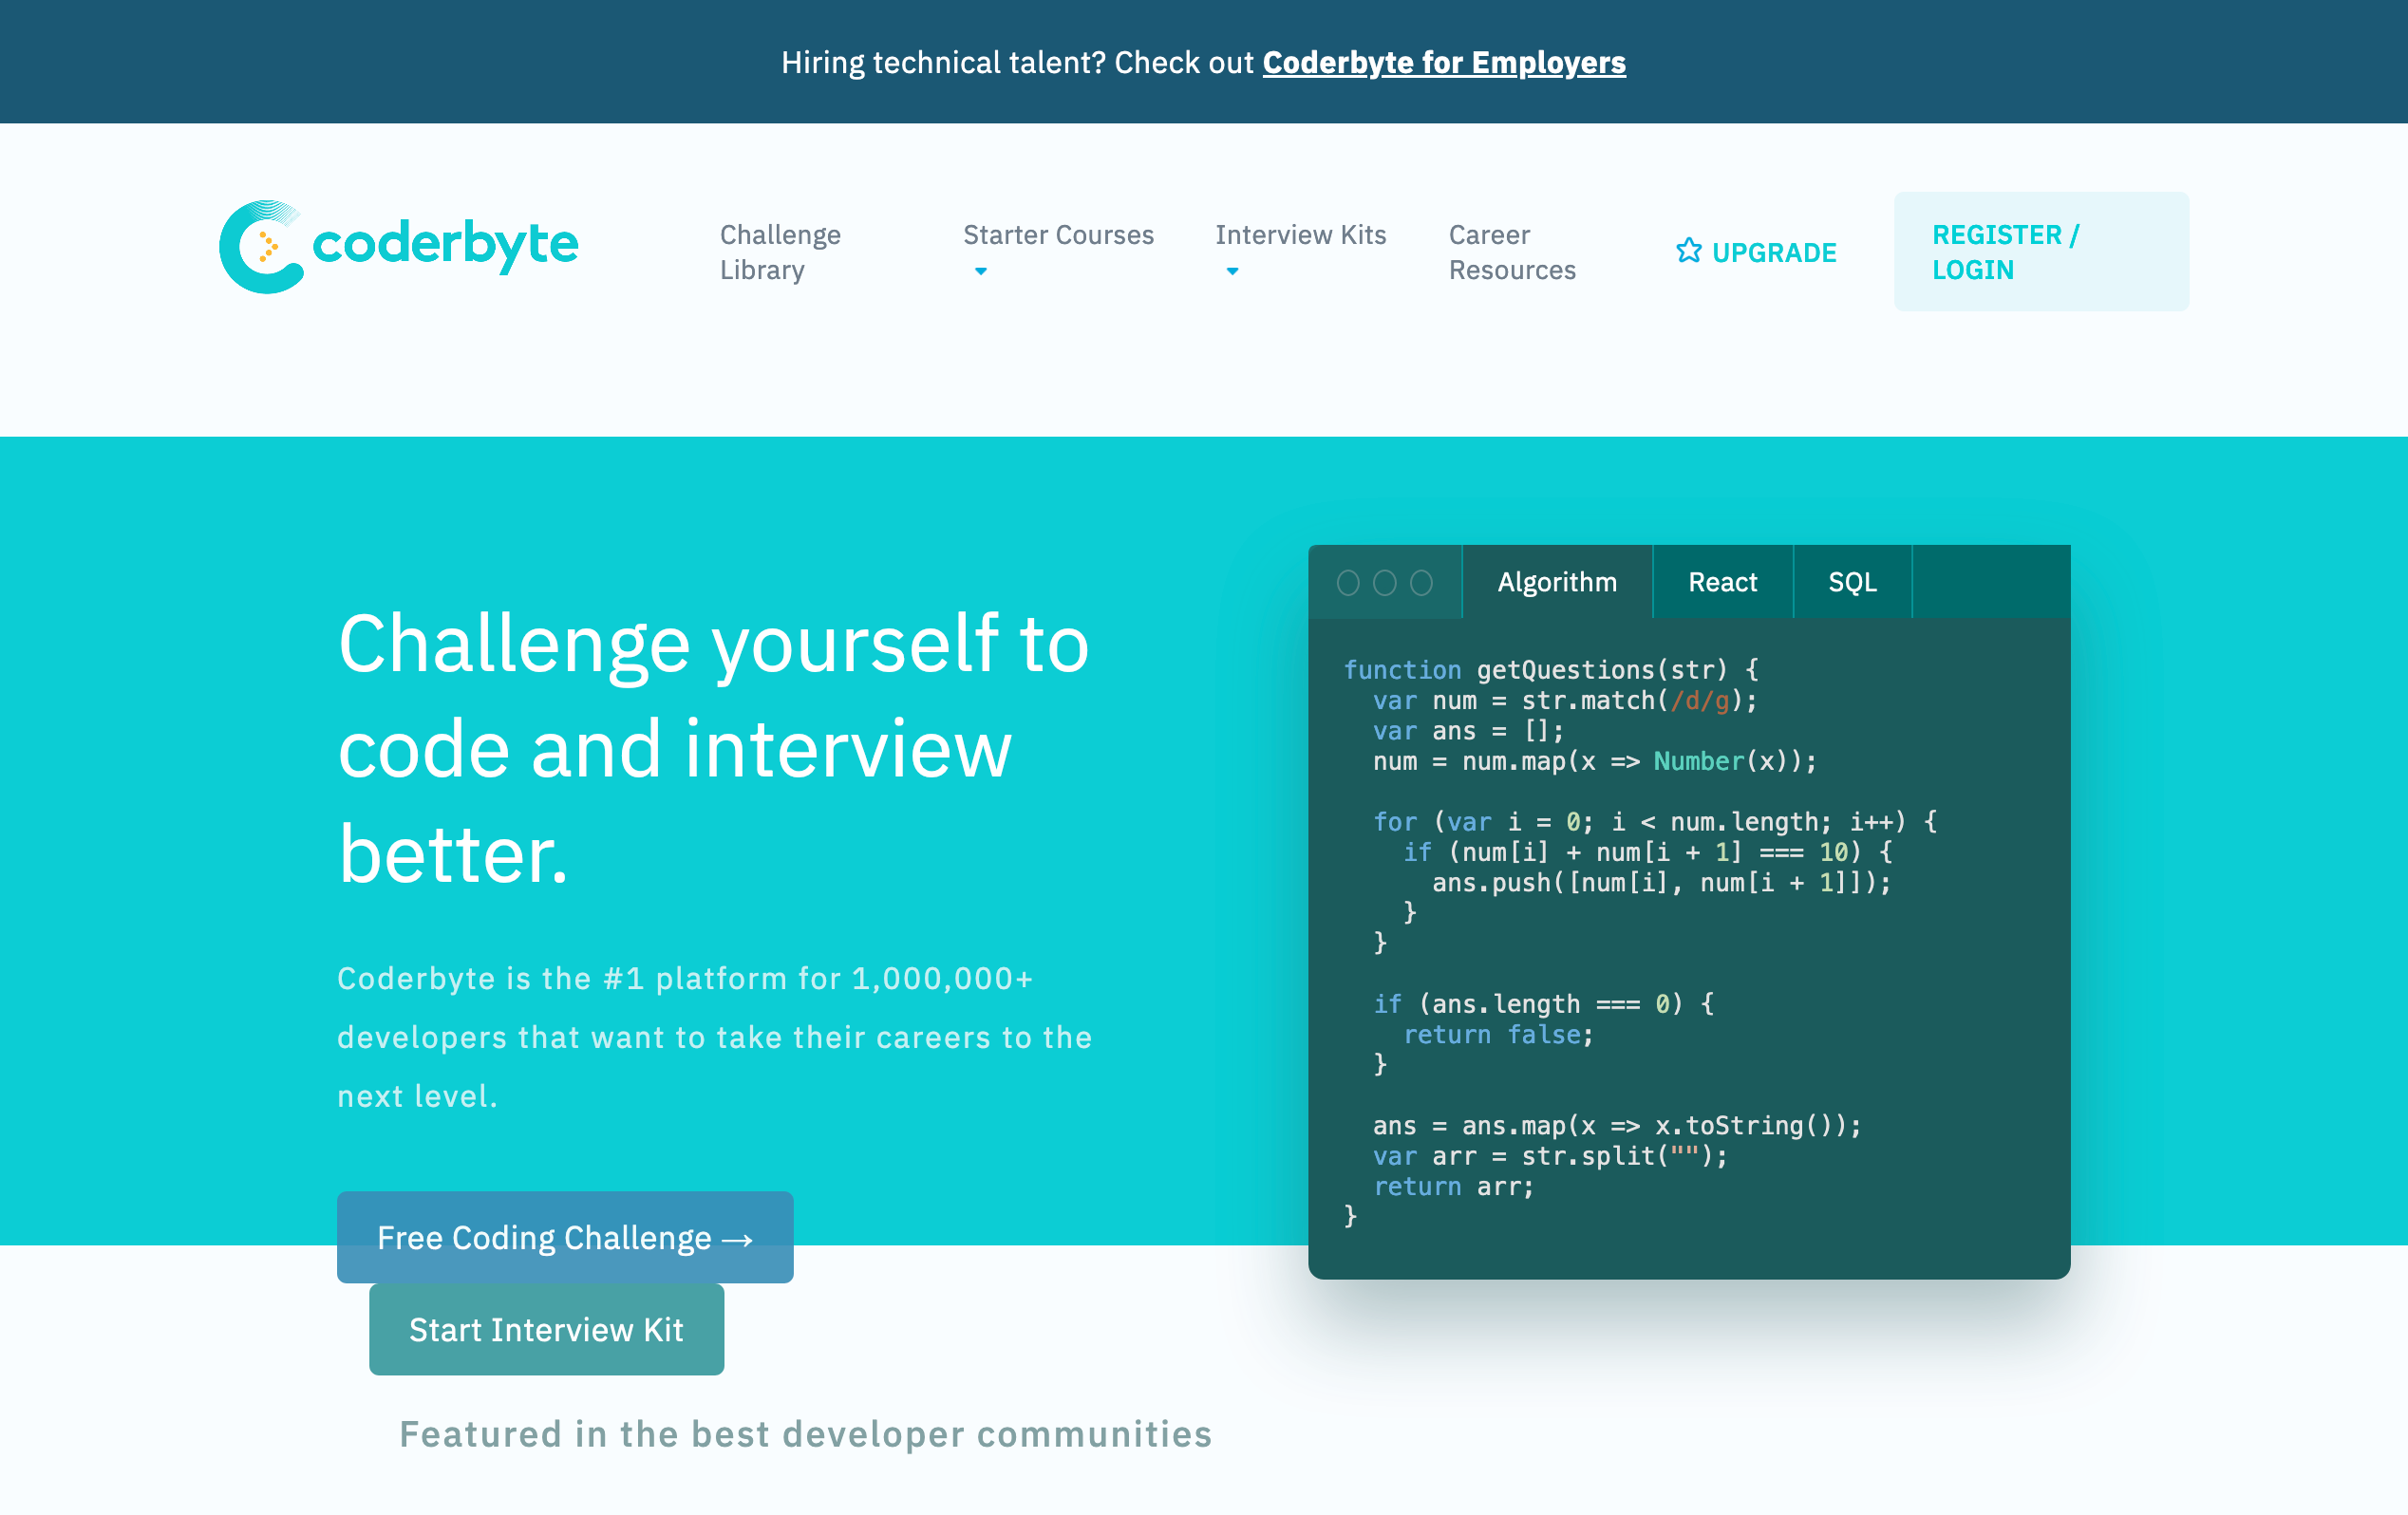 Hiring technical talent? Check out Coderbyte for Employers
coderbyte
Challenge
Library
Starter Courses
Interview Kits
Career
Resources
UPGRADE
REGISTER /
LOGIN
Challenge yourself to
code and interview
better.
Coderbyte is the #1 platform for 1,000,000+
developers that want to take their careers to the
next level.
Free Coding Challenge →
Start Interview Kit
Algorithm
React
SQL
function getQuestions(str) {
  var num = str.match(/d/g);
  var ans = [];
  num = num.map(x => Number(x));

  for (var i = 0; i < num.length; i++) {
    if (num[i] + num[i + 1] === 10) {
      ans.push([num[i], num[i + 1]]);
    }
  }

  if (ans.length === 0) {
    return false;
  }

  ans = ans.map(x => x.toString());
  var arr = str.split("");
  return arr;
}
Featured in the best developer communities